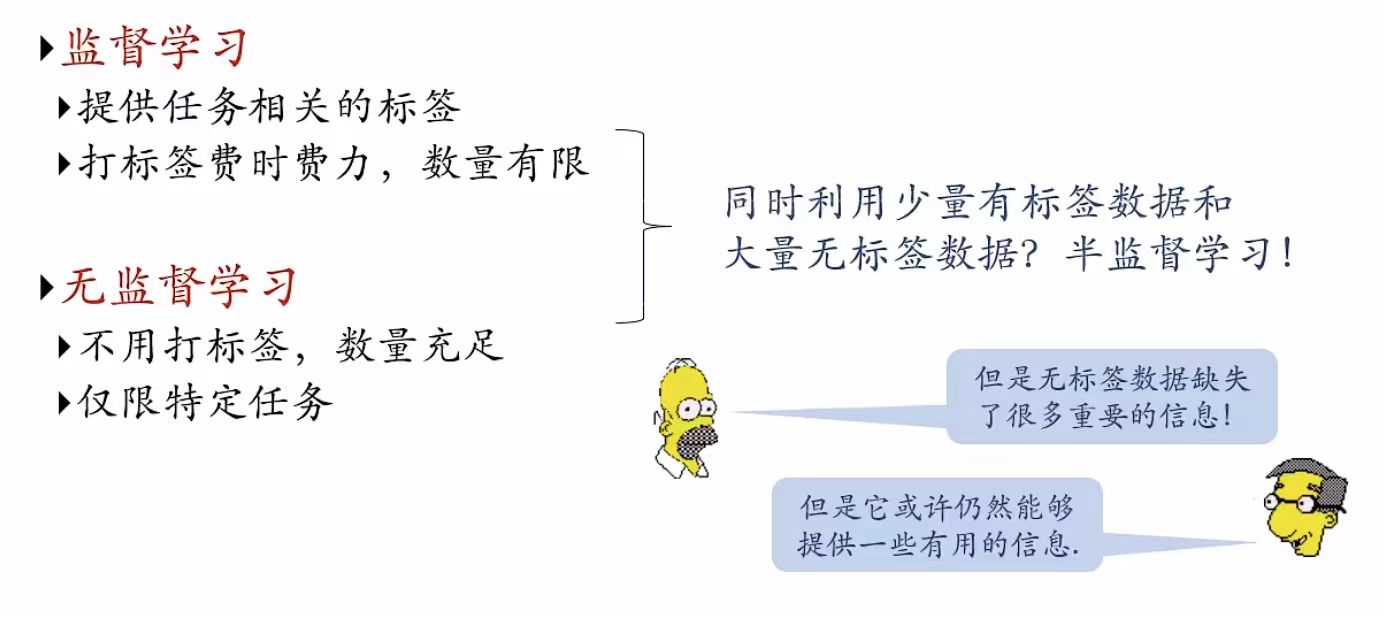 监督学习
提供任务相关的标签
打标签费时费力，数量有限
无监督学习
不用打标签，数量充足
仅限特定任务
同时利用少量有标签数据和
大量无标签数据？半监督学习！
但是无标签数据缺失
了很多重要的信息！
但是它或许仍然能够
提供一些有用的信息.